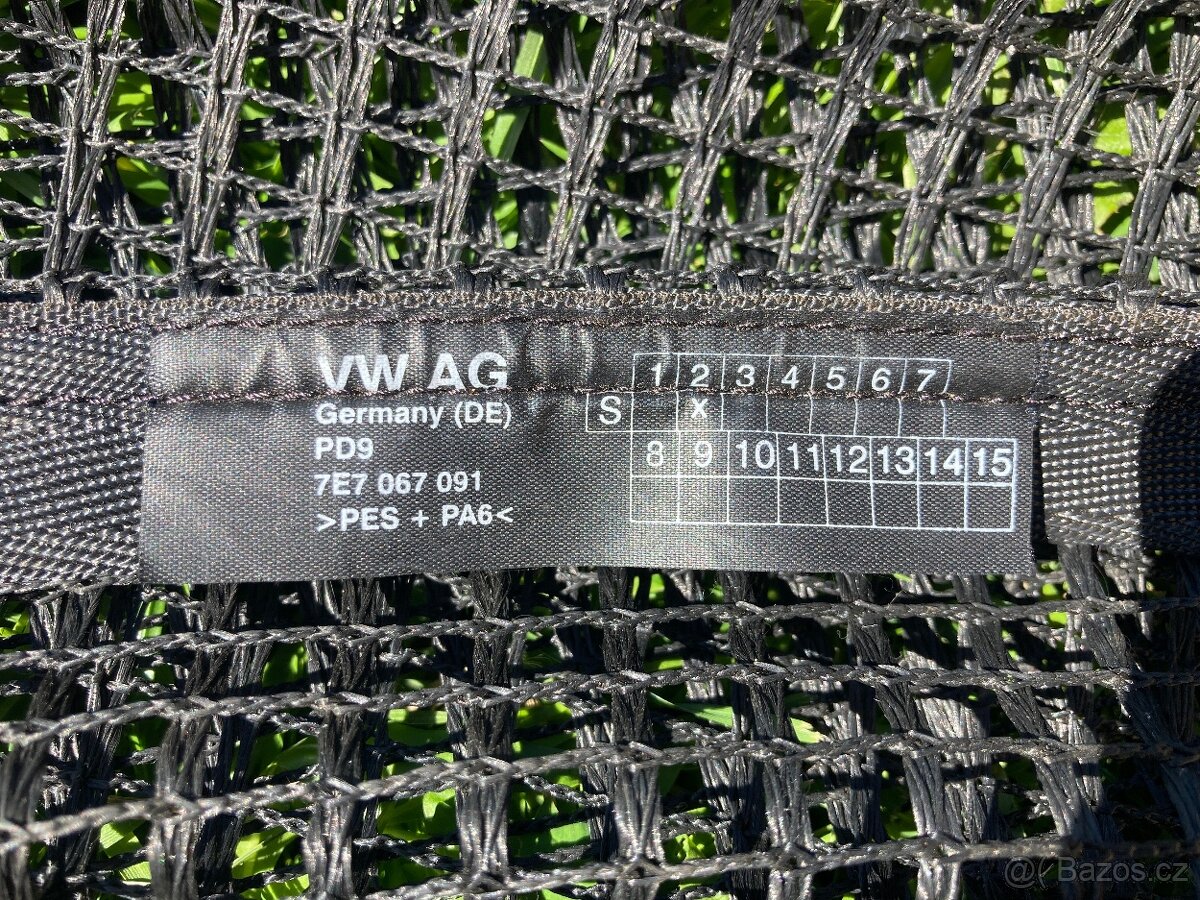 VW AG
Germany (DE)
PD9
7E7 067 091
>PES + PA6<
1 2 3 4 5 6 7
S X
8 9 10 11 12 13 14 15
@ Bazos.cz